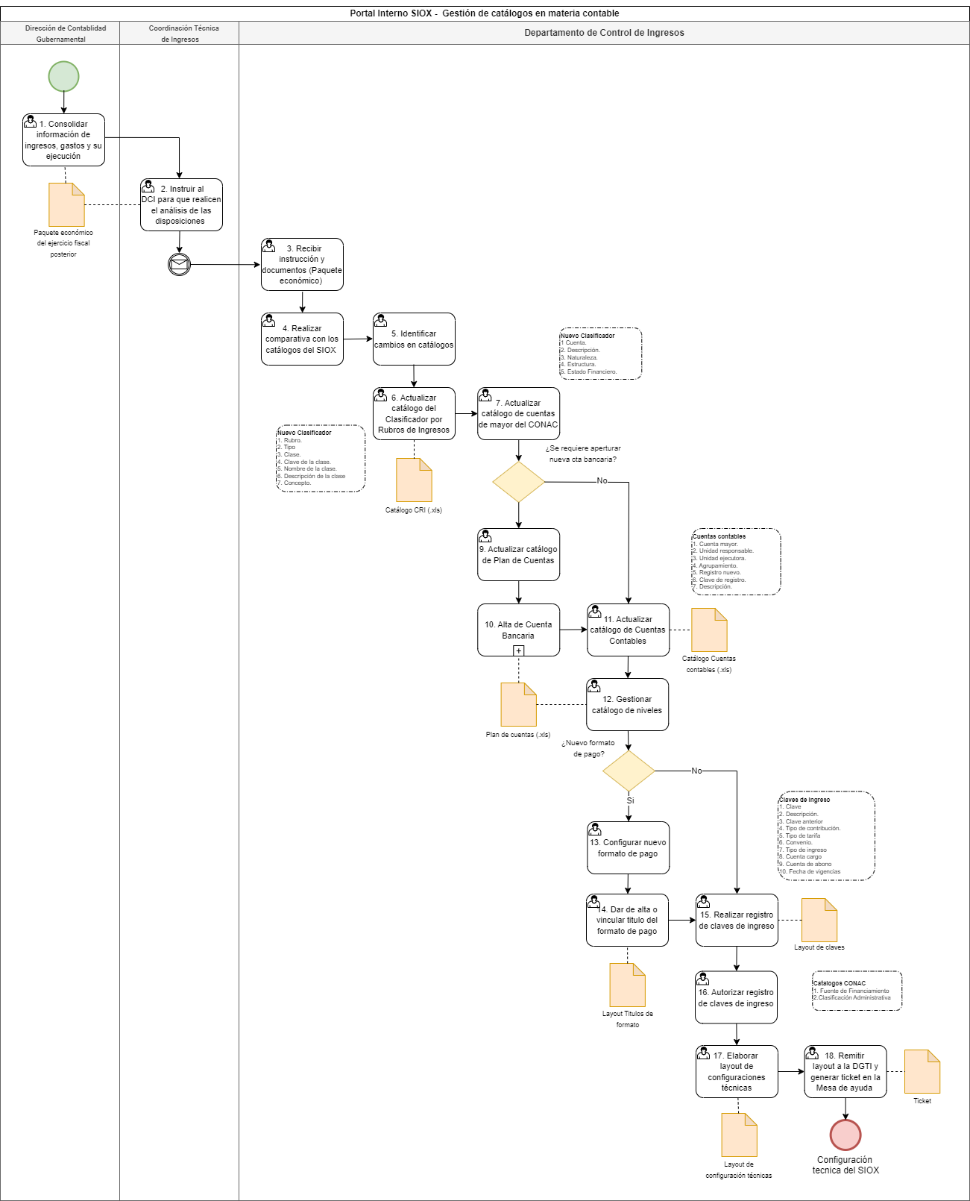 Portal Interno SIOX - Gestión de catálogos en materia contable
Dirección de Contablidad
Gubernamental
Coordinación Técnica
de Ingresos
Departamento de Control de Ingresos
1. Consolidar
información de
ingresos, gastos y su
ejecución
Paquete económico
del ejercicio fiscal
posterior
2. Instruir al
DCI para que realicen
el análisis de las
disposiciones
3. Recibir
instrucción y
documentos (Paquete
económico)
4. Realizar
comparativa con los
catálogos del SIOX
5. Identificar
cambios en catálogos
Nuevo Clasificador
1 Cuenta.
2. Descripción.
3. Naturaleza.
4. Estructura.
5. Estado Financiero.
6. Actualizar
catálogo del
Clasificador por
Rubros de Ingresos
7. Actualizar
catálogo de cuentas
de mayor del CONAC
Nuevo Clasificador
1. Rubro.
2. Tipo
3. Clase.
4. Clave de la clase.
5. Nombre de la clase.
6. Descripción de la clase
7. Concepto.
Catálogo CRI (.xls)
¿Se requiere aperturar
nueva cta bancaria?
No
9. Actualizar catálogo
de Plan de Cuentas
Cuentas contables
1. Cuenta mayor.
2. Unidad responsable.
3. Unidad ejecutora.
4. Agrupamiento.
5. Registro nuevo.
6. Clave de registro.
7. Descripción.
10. Alta de Cuenta
Bancaria
11. Actualizar
catálogo de Cuentas
Contables
Catálogo Cuentas
contables (.xls)
Plan de cuentas (.xls)
12. Gestionar
catálogo de niveles
¿Nuevo formato
de pago?
No
Sí
Claves de Ingreso
1. Clave
2. Descripción.
3. Clave anterior
4. Tipo de contribución.
5. Tipo de tarifa
6. Convenio.
7. Tipo de ingreso
8. Cuenta cargo
9. Cuenta de abono
10. Fecha de vigencias
13. Configurar nuevo
formato de pago
14. Dar de alta o
vincular título del
formato de pago
15. Realizar registro
de claves de ingreso
Layout de claves
Layout Titulos de
formato
16. Autorizar registro
de claves de ingreso
Catalogos CONAC
1. Fuente de Financiamiento
2.Clasificación Administrativa
17. Elaborar
layout de
configuraciones
técnicas
18. Remitir
layout a la DGTI y
generar ticket en la
Mesa de ayuda
Ticket
Layout de
configuración técnicas
Configuración
tecnica del SIOX